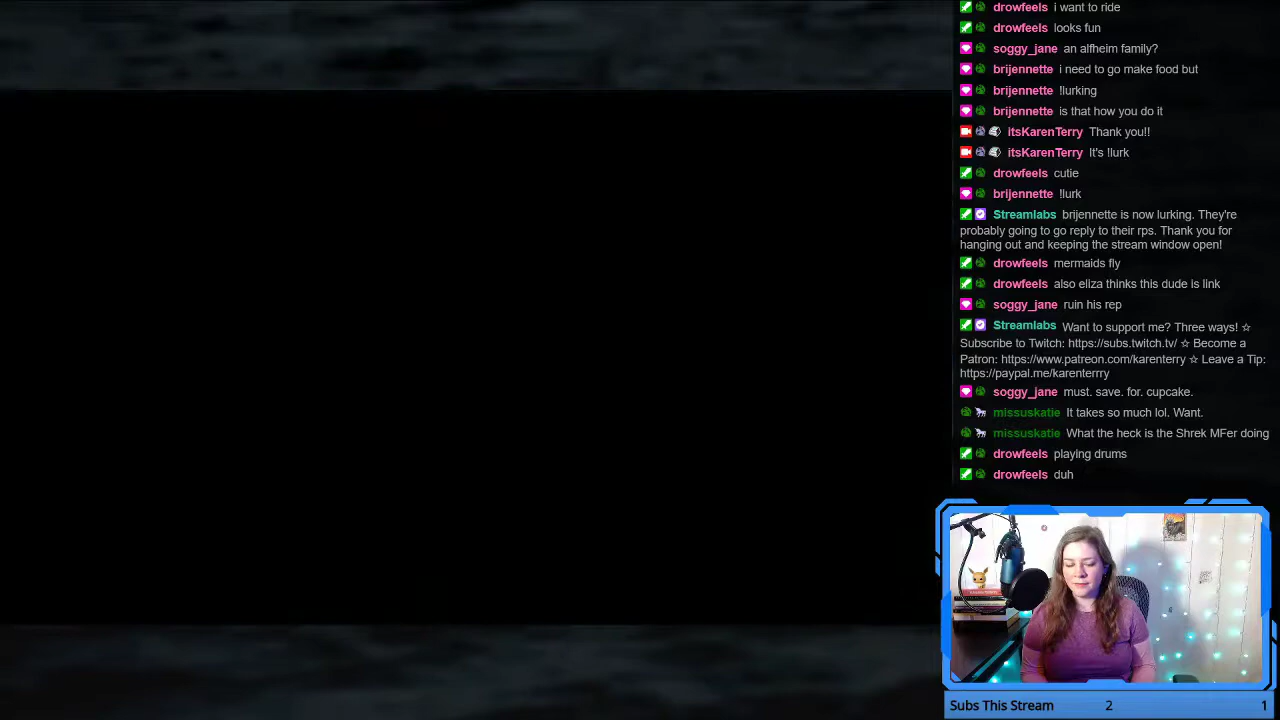 drowfeels i want to ride
drowfeels looks fun
soggy_jane an alfheim family?
brijennette i need to go make food but
brijennette !lurking
brijennette is that how you do it
itsKarenTerry Thank you!!
itsKarenTerry It's !lurk
drowfeels cutie
brijennette !lurk
Streamlabs brijennette is now lurking. They're
probably going to go reply to their rps. Thank you for
hanging out and keeping the stream window open!
drowfeels mermaids fly
drowfeels also eliza thinks this dude is link
soggy_jane ruin his rep
Streamlabs Want to support me? Three ways! ☆
Subscribe to Twitch: https://subs.twitch.tv/ ☆ Become a
Patron: https://www.patreon.com/karenterry ☆ Leave a Tip:
https://paypal.me/karenterrry
soggy_jane must. save. for. cupcake.
missuskatie It takes so much lol. Want.
missuskatie What the heck is the Shrek MFer doing
drowfeels playing drums
drowfeels duh
Subs This Stream 2 1